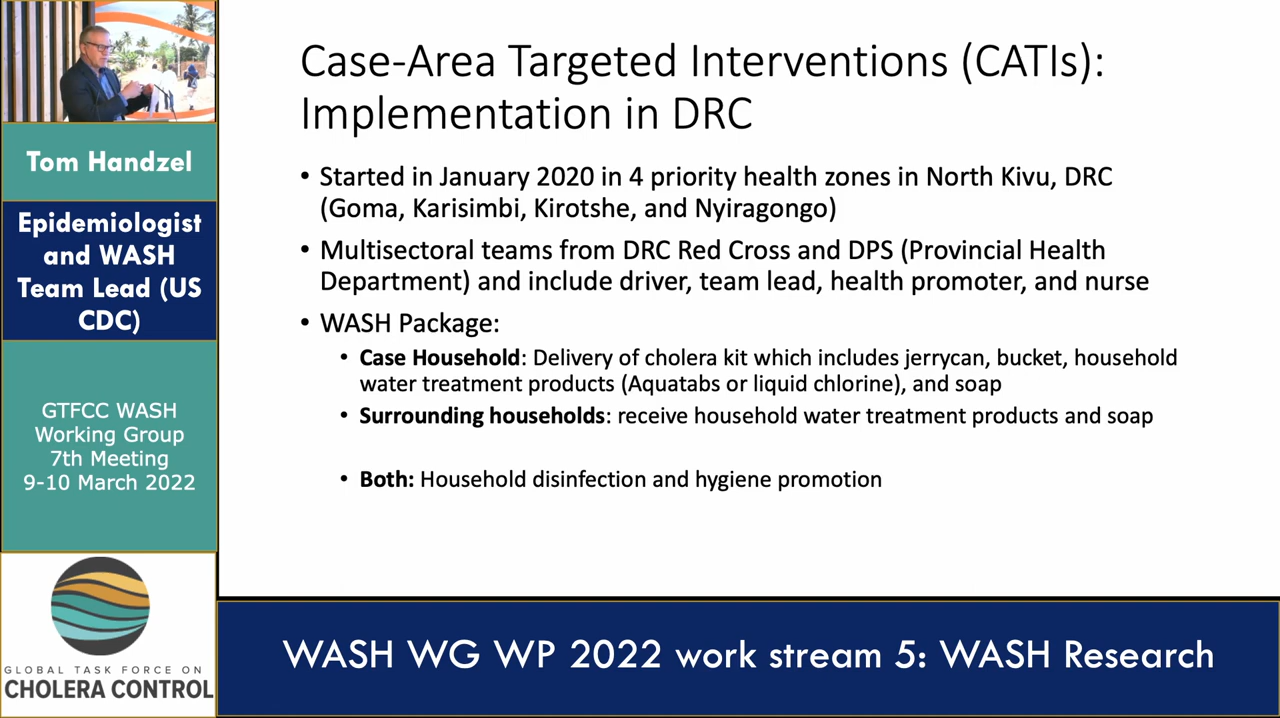 Tom Handzel
Epidemiologist
and WASH
Team Lead (US
CDC)
GTFCC WASH
Working Group
7th Meeting
9-10 March 2022
GLOBAL TASK FORCE ON
CHOLERA CONTROL
Case-Area Targeted Interventions (CATIs):
Implementation in DRC
• Started in January 2020 in 4 priority health zones in North Kivu, DRC
(Goma, Karisimbi, Kirotshe, and Nyiragongo)
• Multisectoral teams from DRC Red Cross and DPS (Provincial Health
Department) and include driver, team lead, health promoter, and nurse
• WASH Package:
• Case Household: Delivery of cholera kit which includes jerrycan, bucket, household
water treatment products (Aquatabs or liquid chlorine), and soap
• Surrounding households: receive household water treatment products and soap
• Both: Household disinfection and hygiene promotion
WASH WG WP 2022 work stream 5: WASH Research